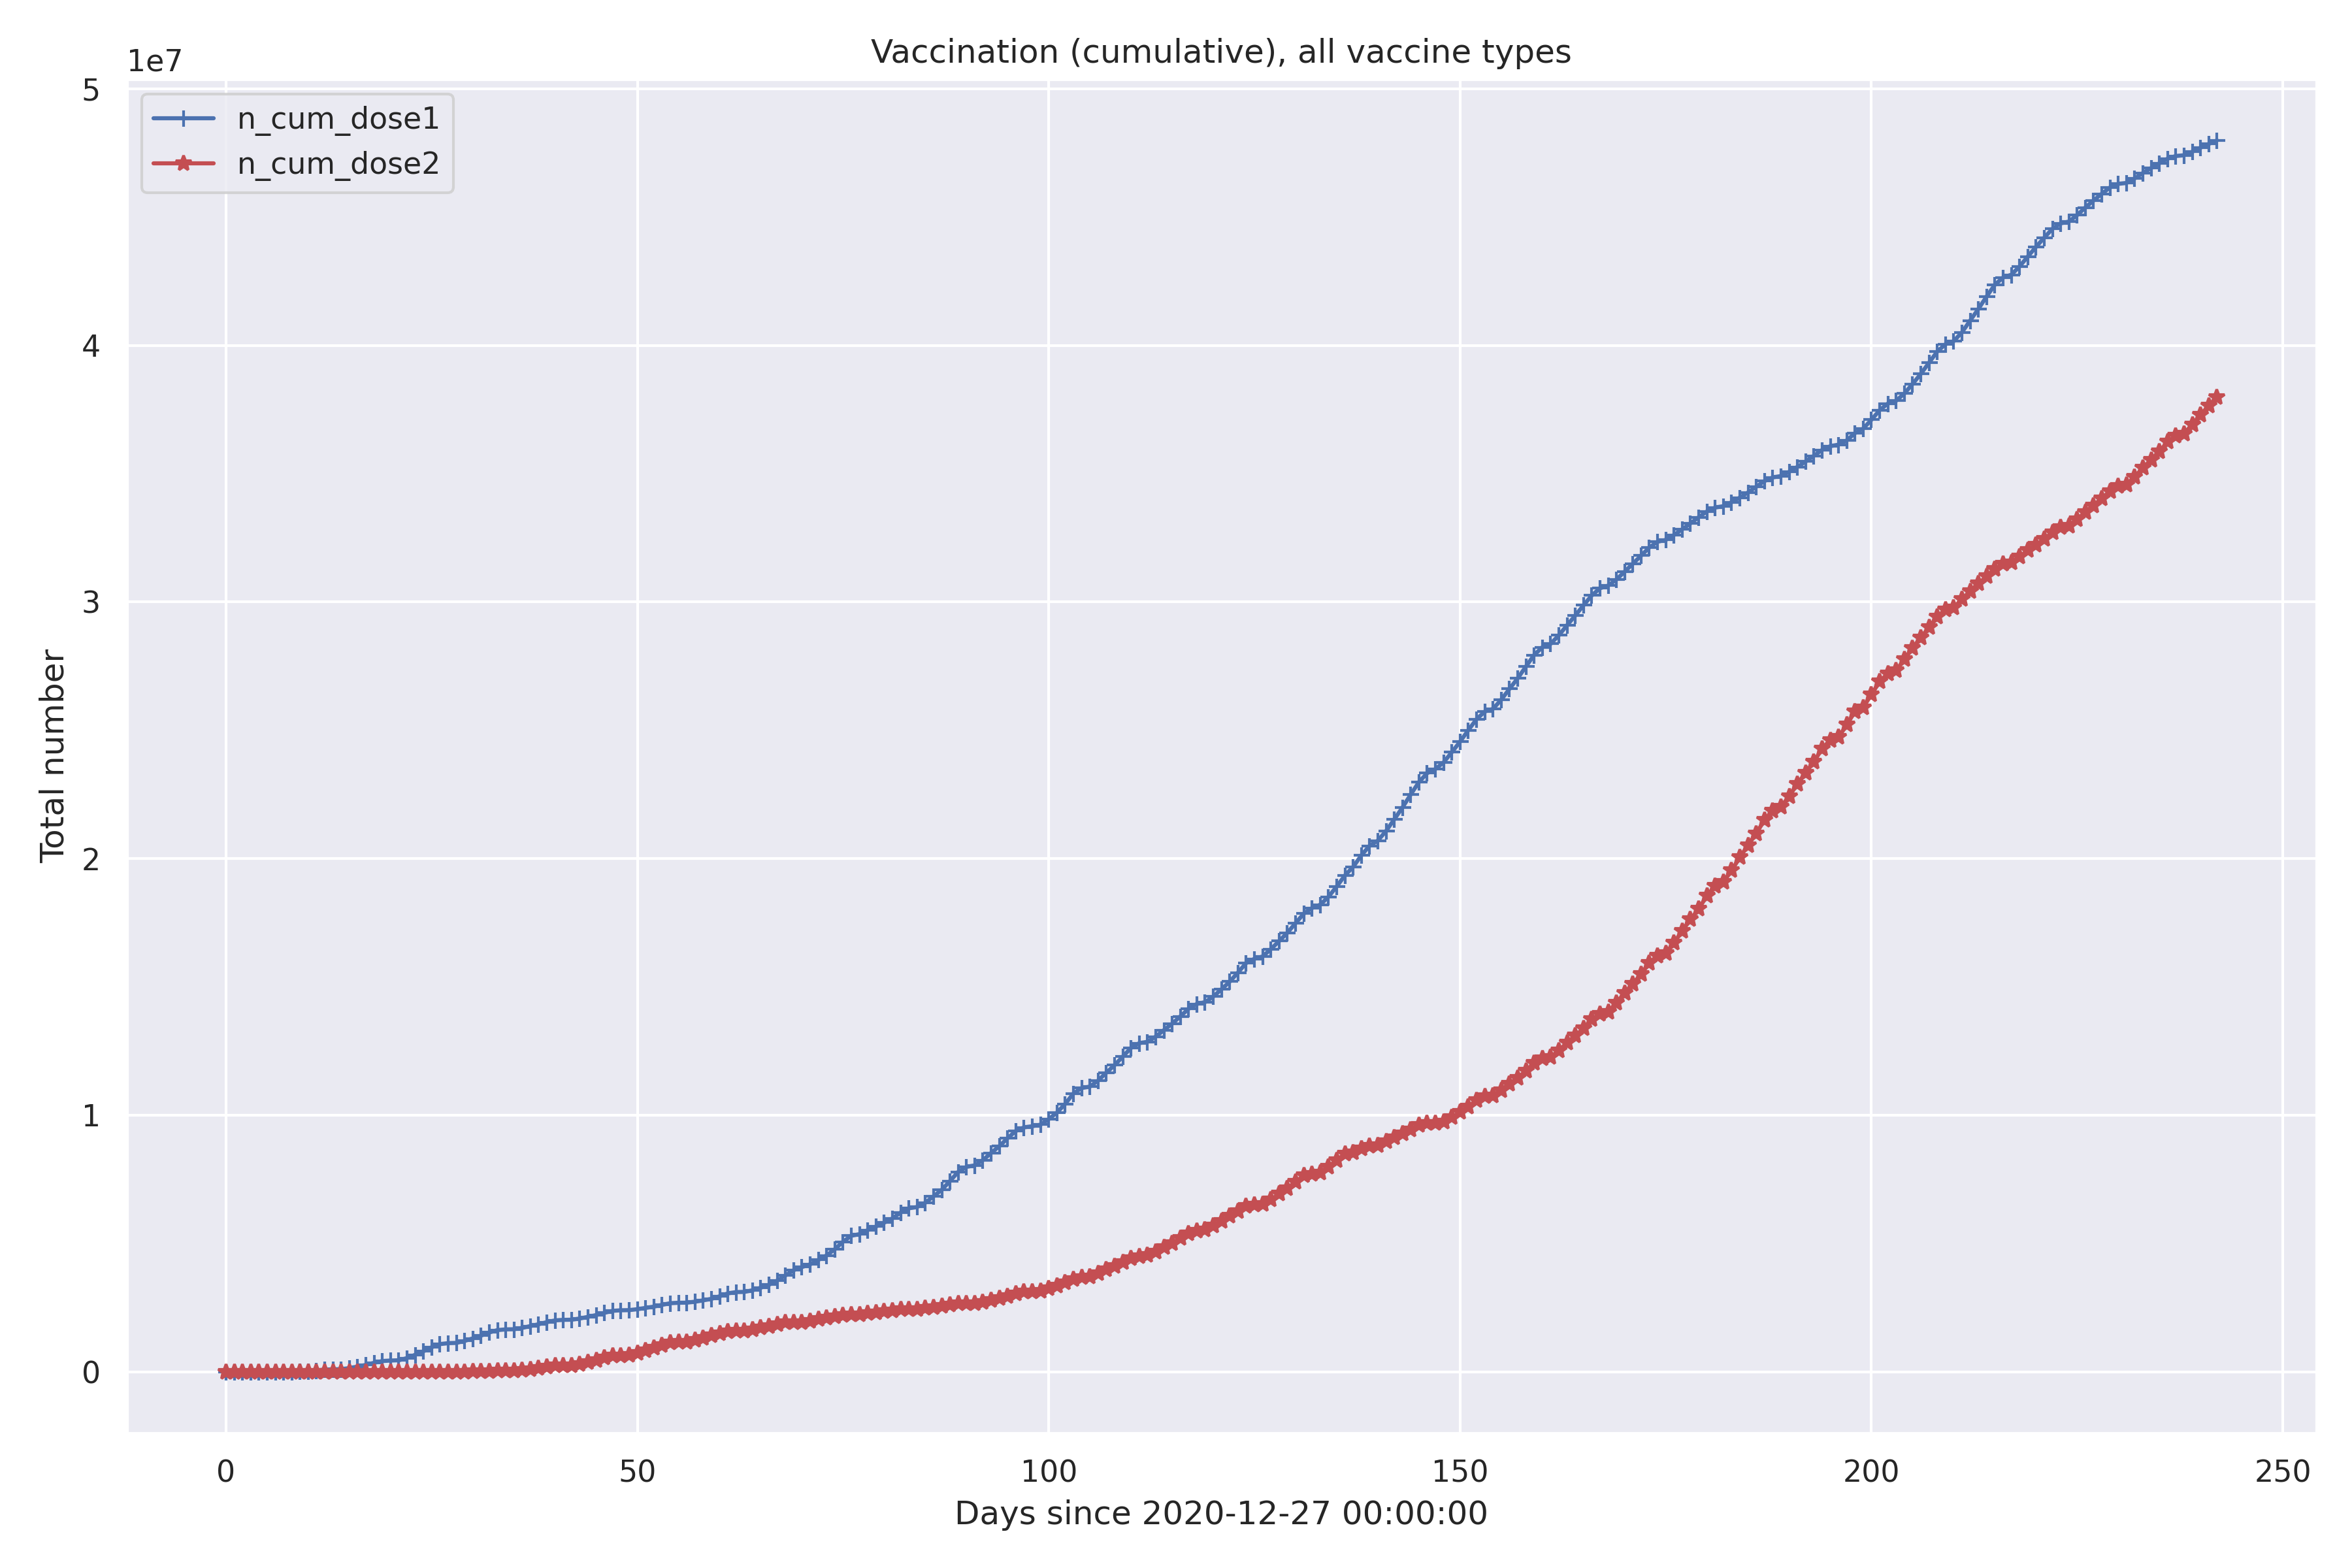 Vaccination (cumulative), all vaccine types
1e7
n_cum_dose1
n_cum_dose2
5
4
3
2
1
0
Total number
0 50 100 150 200 250
Days since 2020-12-27 00:00:00